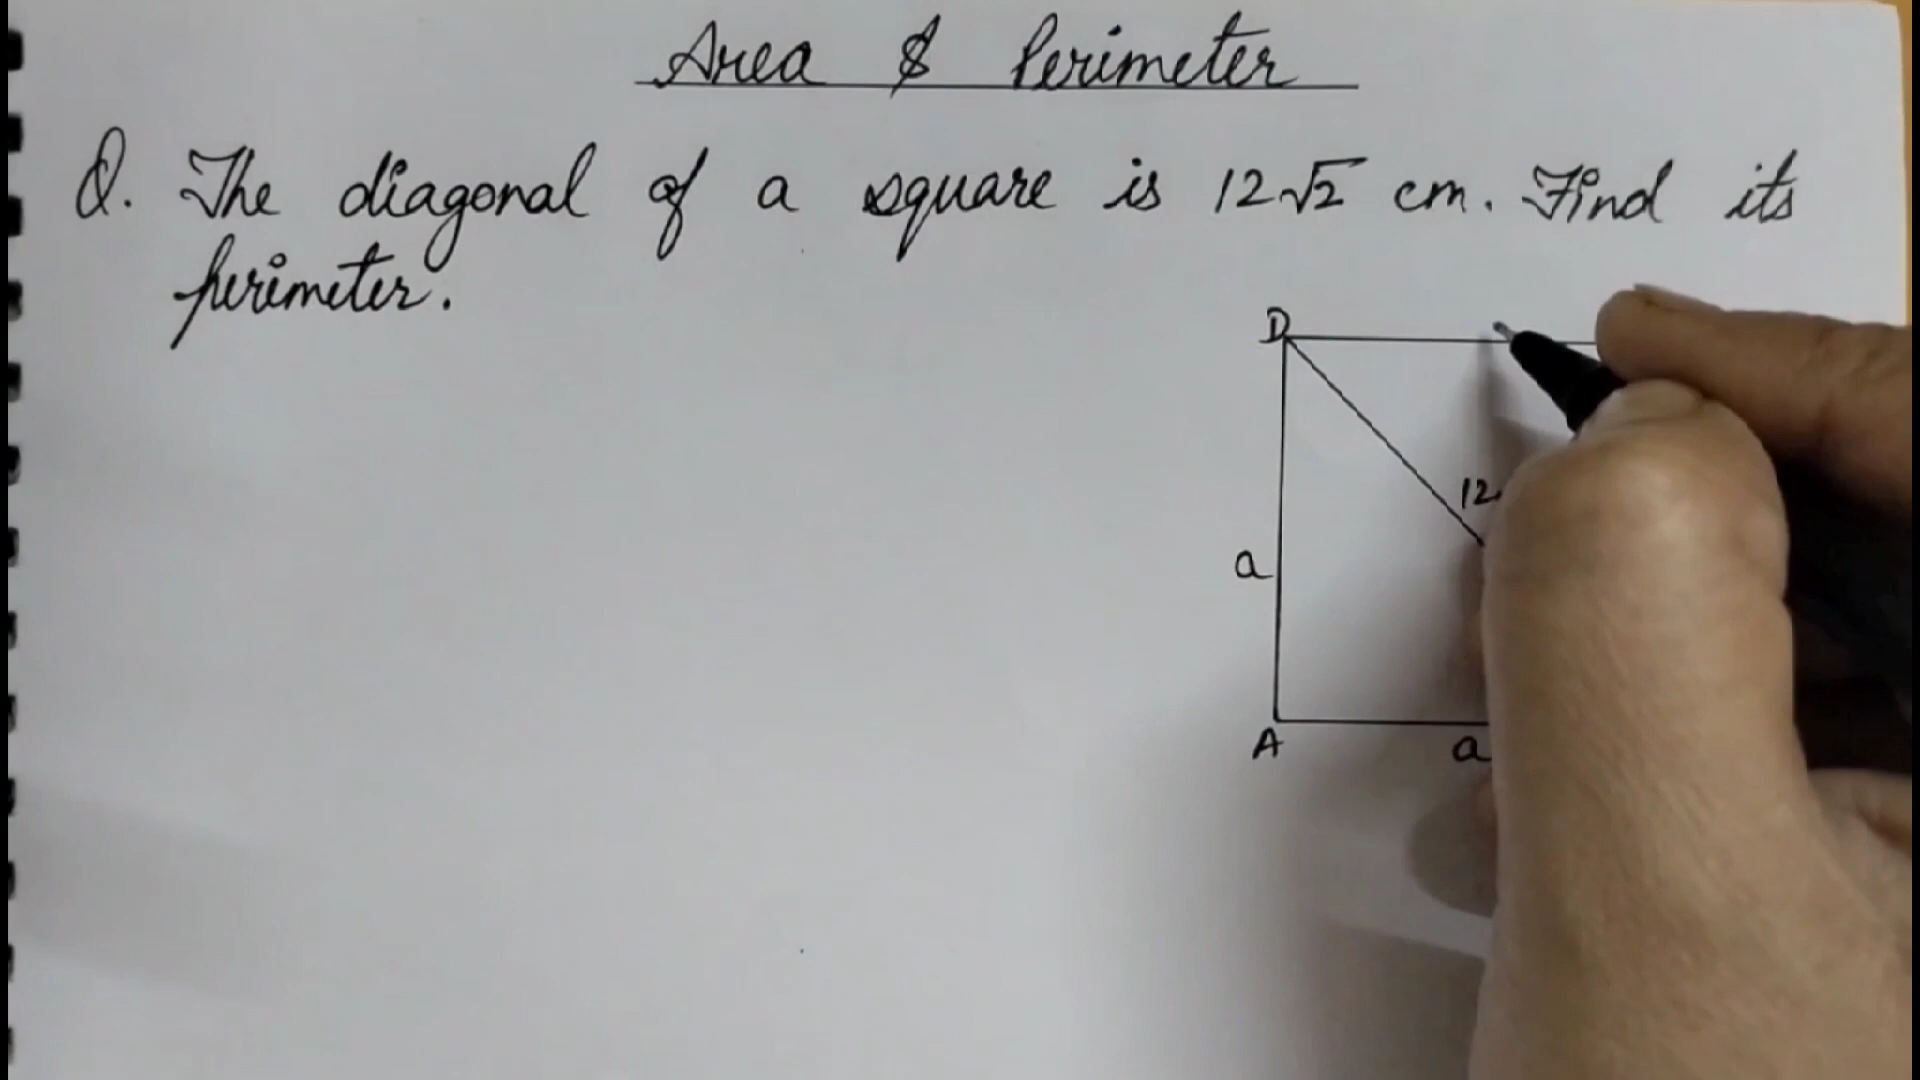 Area & Perimeter
Q. The diagonal of a square is 12√2 cm. Find its
perimeter.
D
12
a
A
a